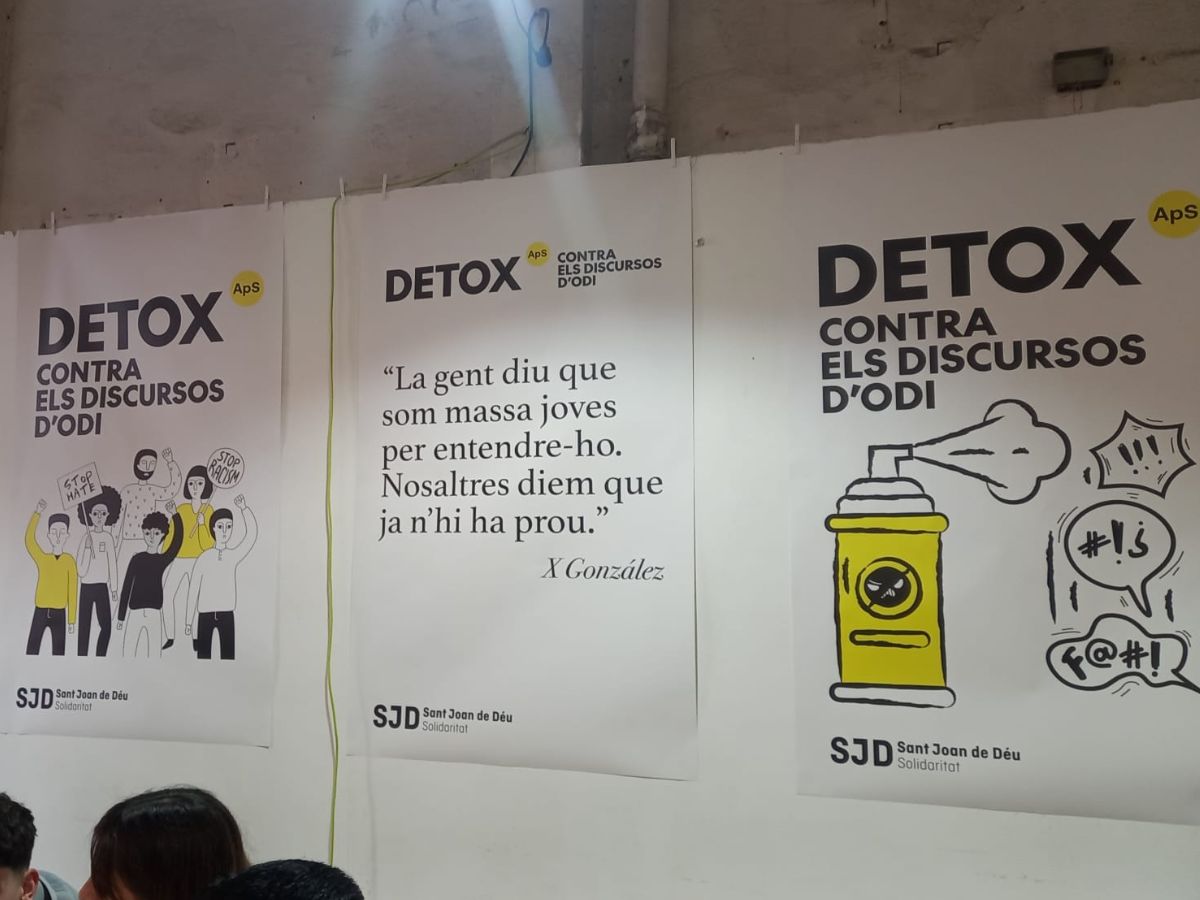 DETOX ApS
CONTRA
ELS DISCURSOS
D'ODI
STOP
HATE
STOP
RACISM
SJD Sant Joan de Déu
Solidaritat
DETOX ApS
CONTRA
ELS DISCURSOS
D'ODI
“La gent diu que
som massa joves
per entendre-ho.
Nosaltres diem que
ja n'hi ha prou.”
X González
SJD Sant Joan de Déu
Solidaritat
DETOX ApS
CONTRA
ELS DISCURSOS
D'ODI
!!!
#!¿
@#!
SJD Sant Joan de Déu
Solidaritat